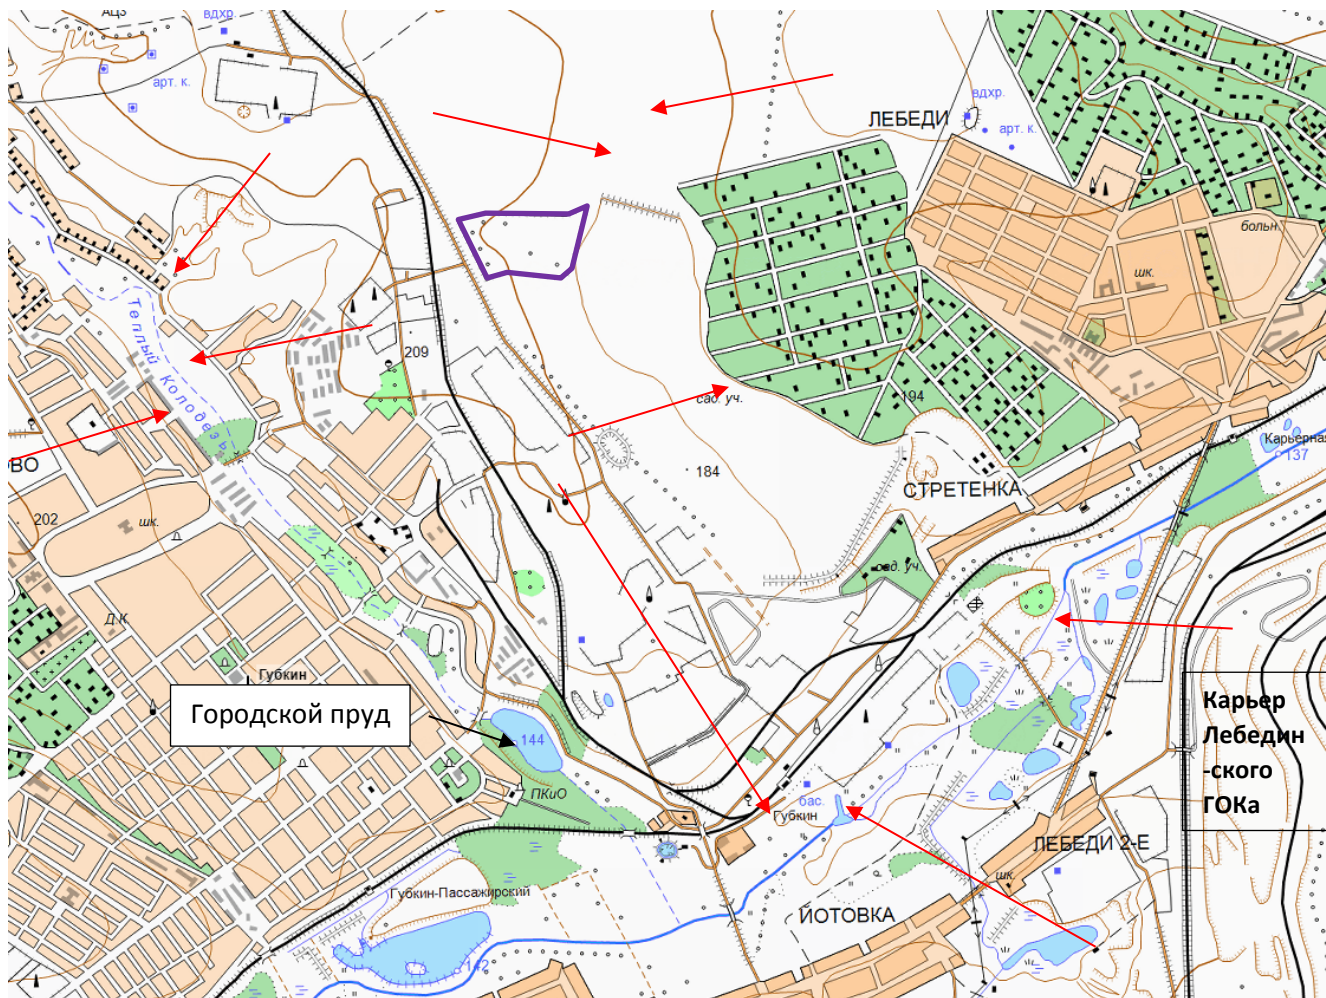 АЦЗ
вдхр.
арт. к.
вдхр.
ЛЕБЕДИ
арт. к.
больн
шк.
Теплый Колодезь
209
сад. уч.
194
ОВО
184
Карьерная
137
СТРЕТЕНКА
202
шк.
сад. уч.
Д.К
Губкин
Городской пруд
144
Карьер
Лебедин
-ского
ГОКа
ПКиО
бас.
Губкин
ЛЕБЕДИ 2-Е
шк.
Губкин-Пассажирский
ЙОТОВКА
142